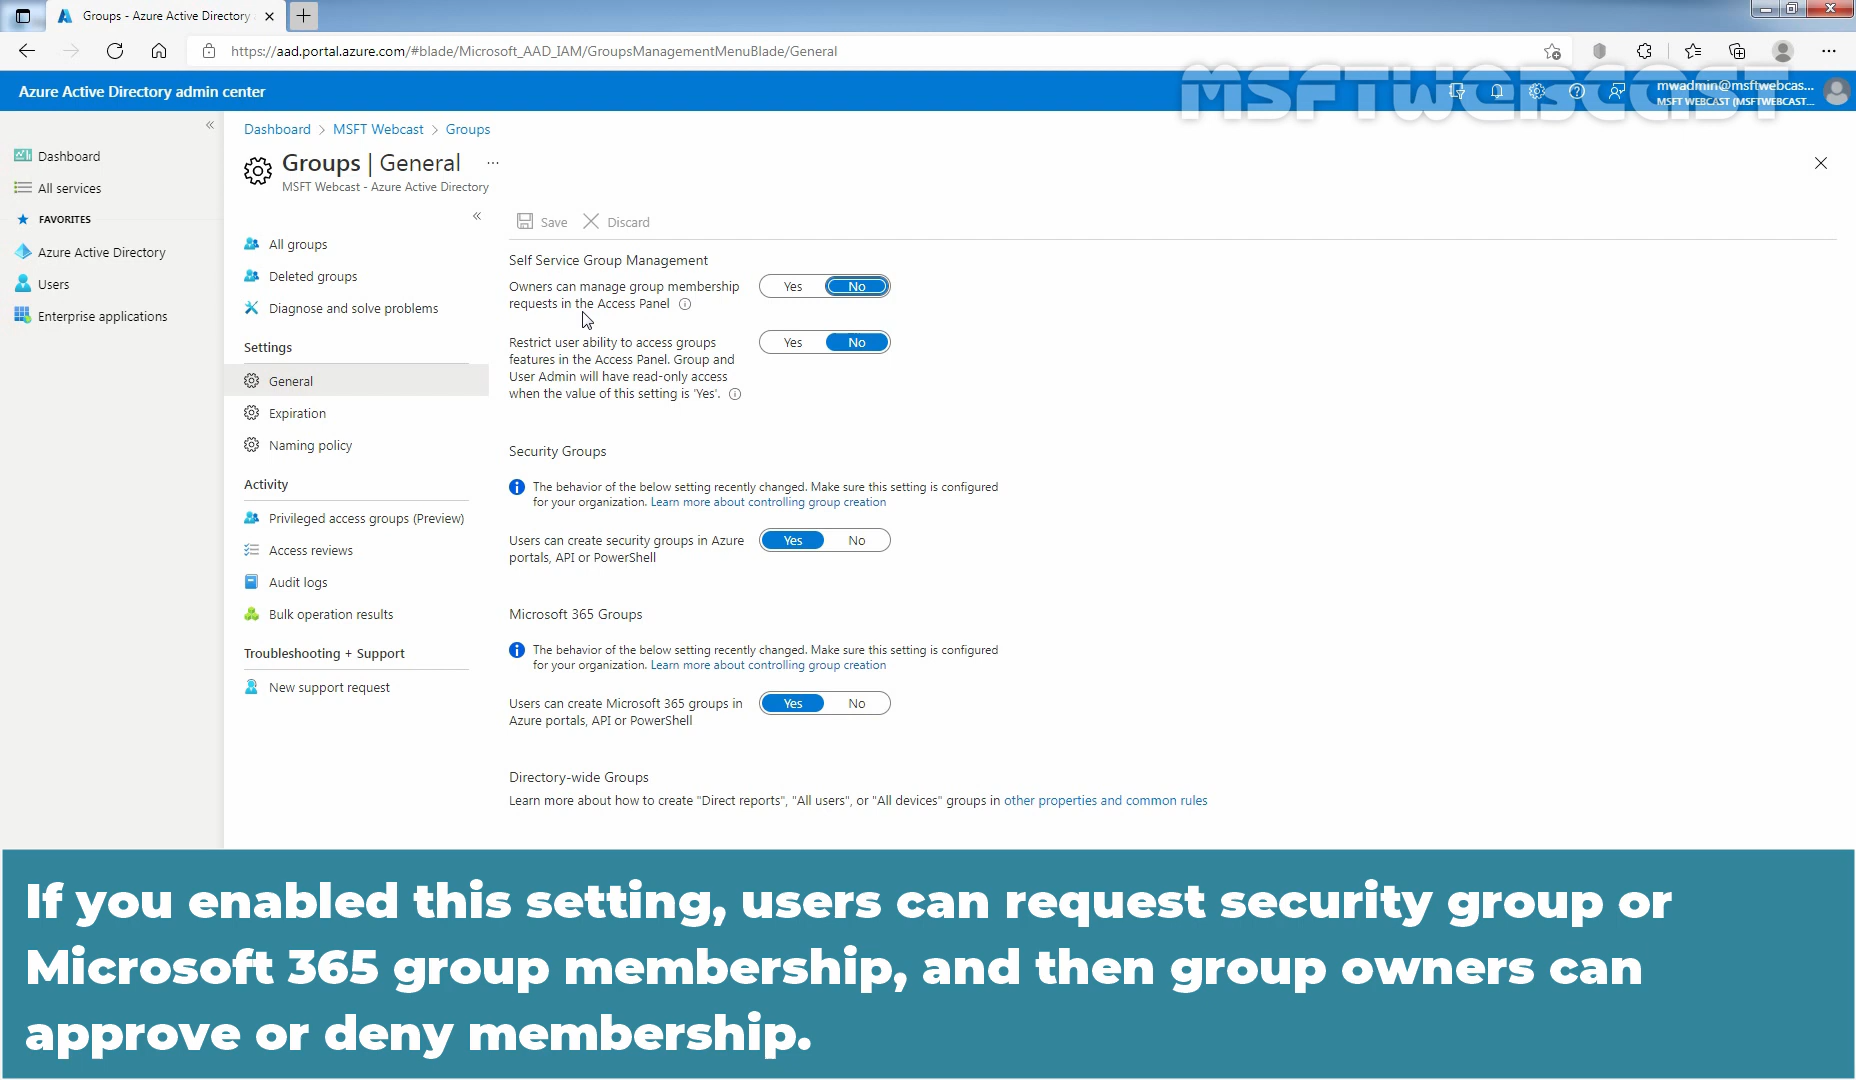 Groups - Azure Active Directory
https://aad.portal.azure.com/#blade/Microsoft_AAD_IAM/GroupsManagementMenuBlade/General
MSFTWEBCAST
Azure Active Directory admin center
mwadmin@msftwebcas...
MSFT WEBCAST (MSFTWEBCAST...
Dashboard
All services
FAVORITES
Azure Active Directory
Users
Enterprise applications
Dashboard > MSFT Webcast > Groups
Groups | General ...
MSFT Webcast - Azure Active Directory
All groups
Deleted groups
Diagnose and solve problems
Settings
General
Expiration
Naming policy
Activity
Privileged access groups (Preview)
Access reviews
Audit logs
Bulk operation results
Troubleshooting + Support
New support request
Save Discard
Self Service Group Management
Owners can manage group membership
requests in the Access Panel
Yes No
Restrict user ability to access groups
features in the Access Panel. Group and
User Admin will have read-only access
when the value of this setting is 'Yes'.
Yes No
Security Groups
The behavior of the below setting recently changed. Make sure this setting is configured
for your organization. Learn more about controlling group creation
Users can create security groups in Azure
portals, API or PowerShell
Yes No
Microsoft 365 Groups
The behavior of the below setting recently changed. Make sure this setting is configured
for your organization. Learn more about controlling group creation
Users can create Microsoft 365 groups in
Azure portals, API or PowerShell
Yes No
Directory-wide Groups
Learn more about how to create "Direct reports", "All users", or "All devices" groups in other properties and common rules
If you enabled this setting, users can request security group or
Microsoft 365 group membership, and then group owners can
approve or deny membership.